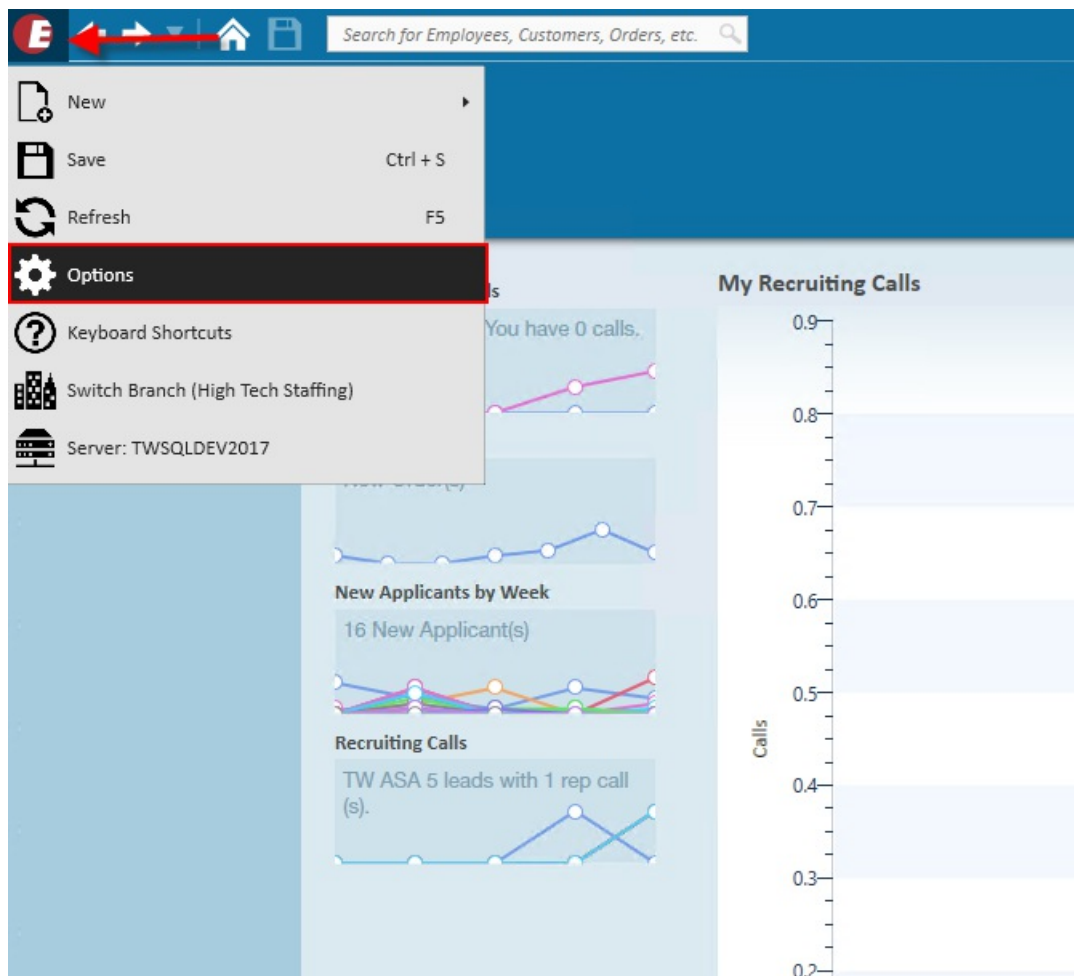 E
Search for Employees, Customers, Orders, etc.
New
Save Ctrl + S
Refresh F5
Options
Keyboard Shortcuts
Switch Branch (High Tech Staffing)
Server: TWSQLDEV2017
You have 0 calls.
New Applicants by Week
16 New Applicant(s)
Recruiting Calls
TW ASA 5 leads with 1 rep call
(s).
My Recruiting Calls
0.9
0.8
0.7
0.6
0.5
Calls
0.4
0.3
0.2